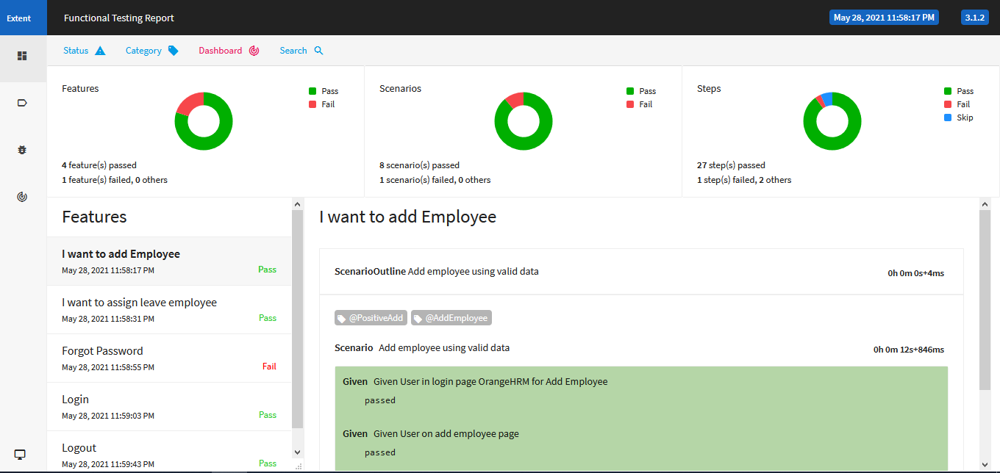 Extent
Functional Testing Report
May 28, 2021 11:58:17 PM
3.1.2
Status
Category
Dashboard
Search
Features
Pass
Fail
4 feature(s) passed
1 feature(s) failed, 0 others
Scenarios
Pass
Fail
8 scenario(s) passed
1 scenario(s) failed, 0 others
Steps
Pass
Fail
Skip
27 step(s) passed
1 step(s) failed, 2 others
Features
I want to add Employee
May 28, 2021 11:58:17 PM
Pass
I want to assign leave employee
May 28, 2021 11:58:31 PM
Pass
Forgot Password
May 28, 2021 11:58:55 PM
Fail
Login
May 28, 2021 11:59:03 PM
Pass
Logout
May 28, 2021 11:59:43 PM
Pass
I want to add Employee
ScenarioOutline Add employee using valid data
0h 0m 0s+4ms
@PositiveAdd
@AddEmployee
Scenario Add employee using valid data
0h 0m 12s+846ms
Given Given User in login page OrangeHRM for Add Employee
passed
Given Given User on add employee page
passed